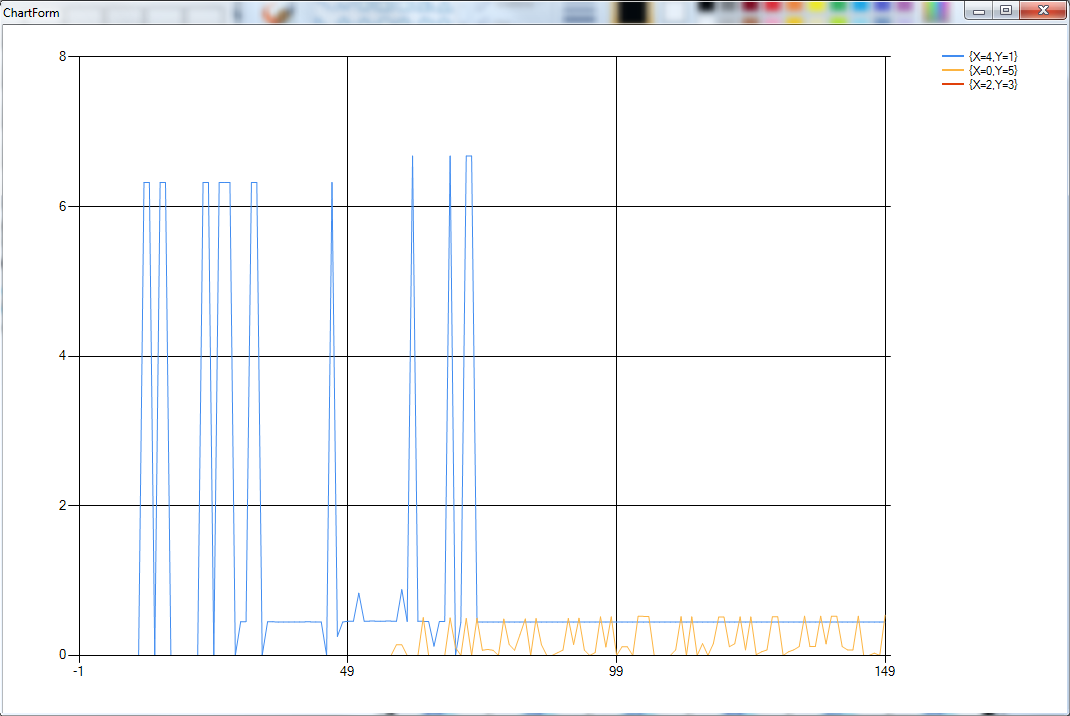 ChartForm
8
6
4
2
0
-1
49
99
149
{X=4,Y=1}
{X=0,Y=5}
{X=2,Y=3}